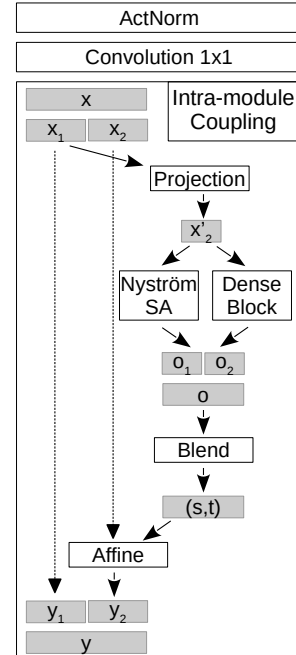 ActNorm
Convolution 1x1
x
Intra-module
Coupling
x₁ x₂
Projection
x'₂
Nyström
SA
Dense
Block
o₁ o₂
o
Blend
(s,t)
Affine
y₁ y₂
y